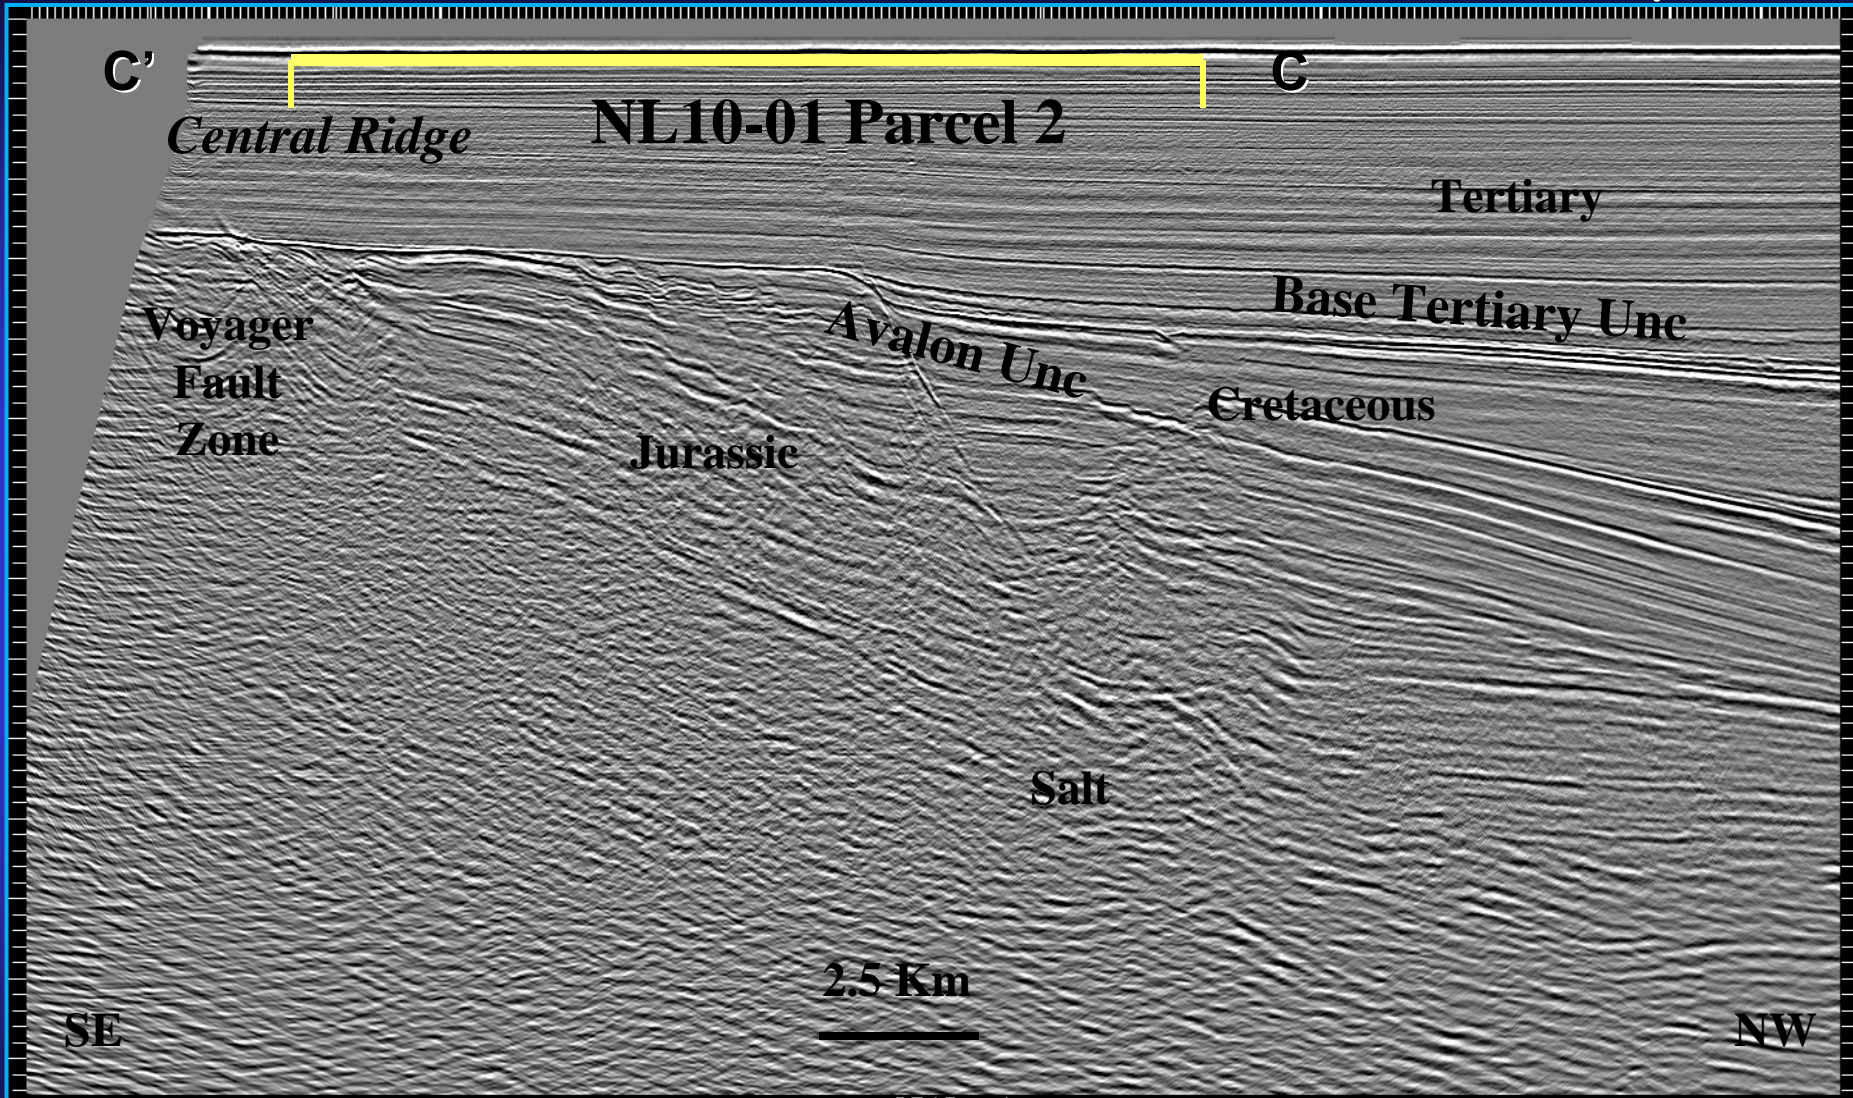 C’
C
NL10-01 Parcel 2
Central Ridge
Tertiary
Base Tertiary Unc
Voyager
Fault
Zone
Avalon Unc
Cretaceous
Jurassic
Salt
2.5 Km
SE
NW